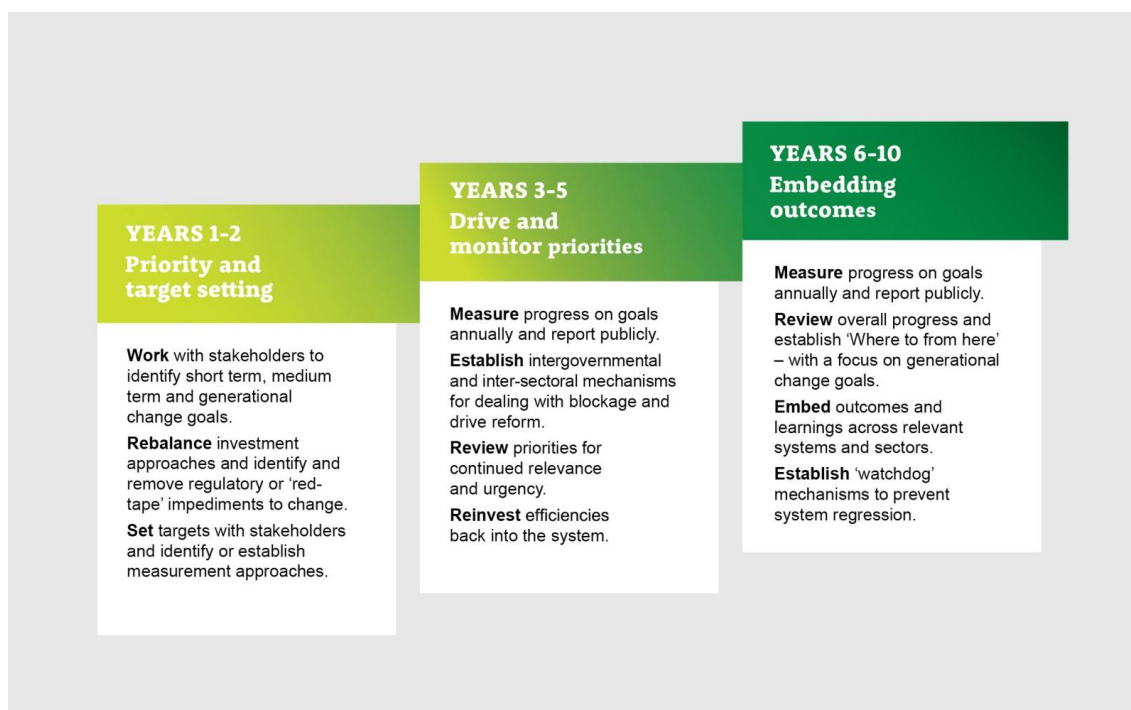 YEARS 1-2
Priority and
target setting
Work with stakeholders to
identify short term, medium
term and generational
change goals.
Rebalance investment
approaches and identify and
remove regulatory or ‘red-
tape’ impediments to change.
Set targets with stakeholders
and identify or establish
measurement approaches.
YEARS 3-5
Drive and
monitor priorities
Measure progress on goals
annually and report publicly.
Establish intergovernmental
and inter-sectoral mechanisms
for dealing with blockage and
drive reform.
Review priorities for
continued relevance
and urgency.
Reinvest efficiencies
back into the system.
YEARS 6-10
Embedding
outcomes
Measure progress on goals
annually and report publicly.
Review overall progress and
establish ‘Where to from here’
– with a focus on generational
change goals.
Embed outcomes and
learnings across relevant
systems and sectors.
Establish ‘watchdog’
mechanisms to prevent
system regression.